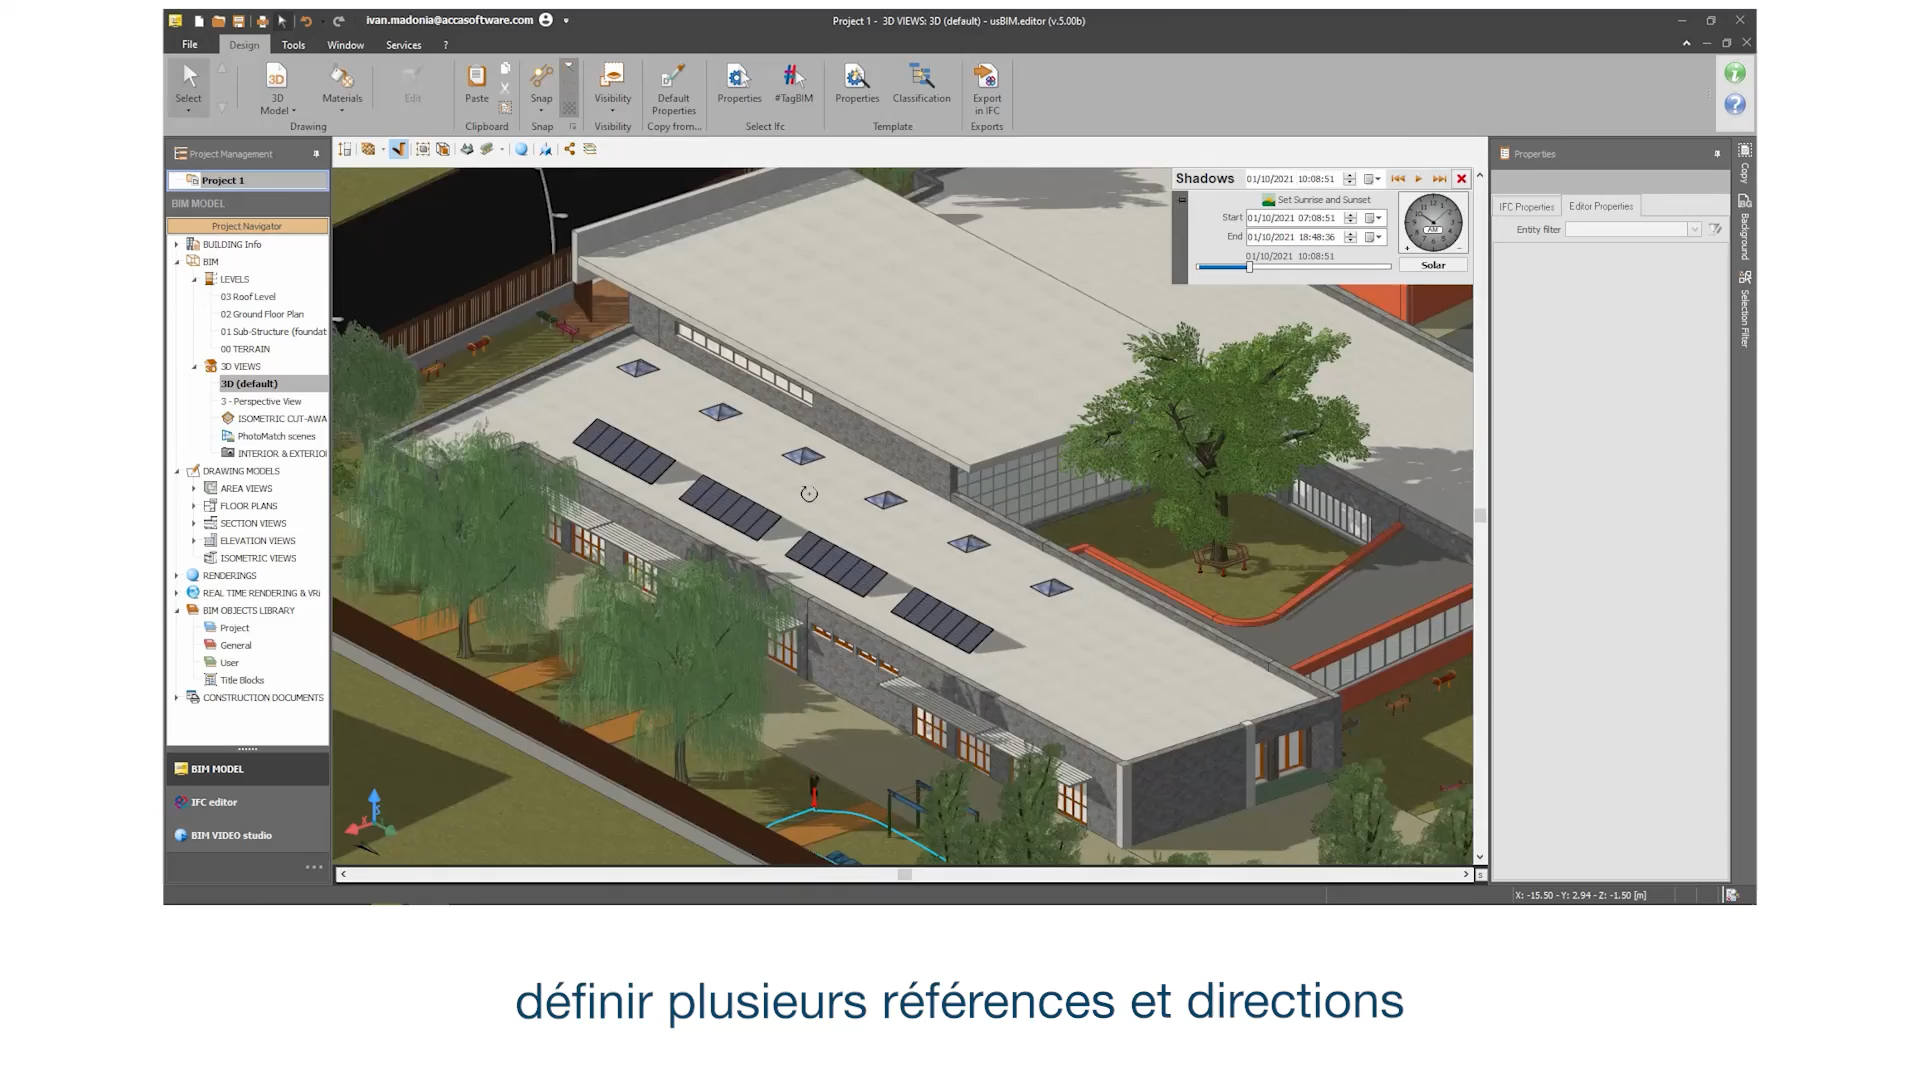 ivan.madonia@accasoftware.com
Project 1 - 3D VIEWS: 3D (default) - usBIM.editor (v.5.00b)
File Design Tools Window Services ?
Select
3D Model
Materials
Edit
Drawing
Paste
Clipboard
Snap
Snap
Visibility
Visibility
Default Properties
Copy from...
Properties
#TagBIM
Select Ifc
Properties
Classification
Template
Export in IFC
Exports
Project Management
Project 1
BIM MODEL
Project Navigator
BUILDING Info
BIM
LEVELS
03 Roof Level
02 Ground Floor Plan
01 Sub-Structure (foundat
00 TERRAIN
3D VIEWS
3D (default)
3 - Perspective View
ISOMETRIC CUT-AWA
PhotoMatch scenes
INTERIOR & EXTERIO
DRAWING MODELS
AREA VIEWS
FLOOR PLANS
SECTION VIEWS
ELEVATION VIEWS
ISOMETRIC VIEWS
RENDERINGS
REAL TIME RENDERING & VRi
BIM OBJECTS LIBRARY
Project
General
User
Title Blocks
CONSTRUCTION DOCUMENTS
BIM MODEL
IFC editor
BIM VIDEO studio
Shadows 01/10/2021 10:08:51
Set Sunrise and Sunset
Start 01/10/2021 07:08:51
End 01/10/2021 18:48:36
01/10/2021 10:08:51
AM
Solar
Properties
IFC Properties Editor Properties
Entity filter
Copy
Background
Selection Filter
X: -15.50 - Y: 2.94 - Z: -1.50 [m]
définir plusieurs références et directions